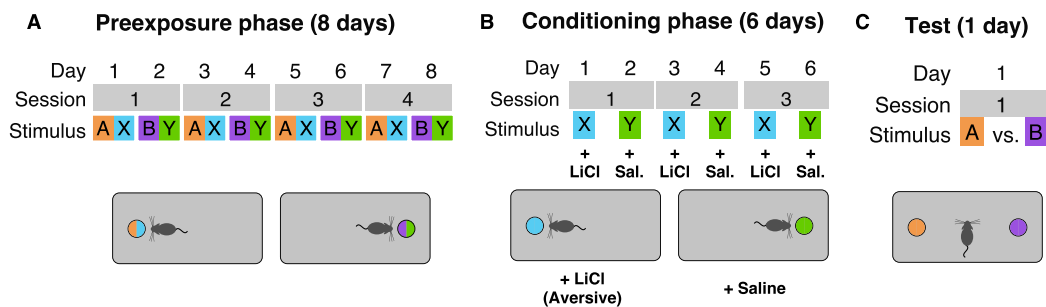 A Preexposure phase (8 days)
Day 1 2 3 4 5 6 7 8
Session 1 2 3 4
Stimulus A X B Y A X B Y A X B Y A X B Y
B Conditioning phase (6 days)
Day 1 2 3 4 5 6
Session 1 2 3
Stimulus X Y X Y X Y
+ + + + + +
LiCl Sal. LiCl Sal. LiCl Sal.
+ LiCl
(Aversive)
+ Saline
C Test (1 day)
Day 1
Session 1
Stimulus A vs. B